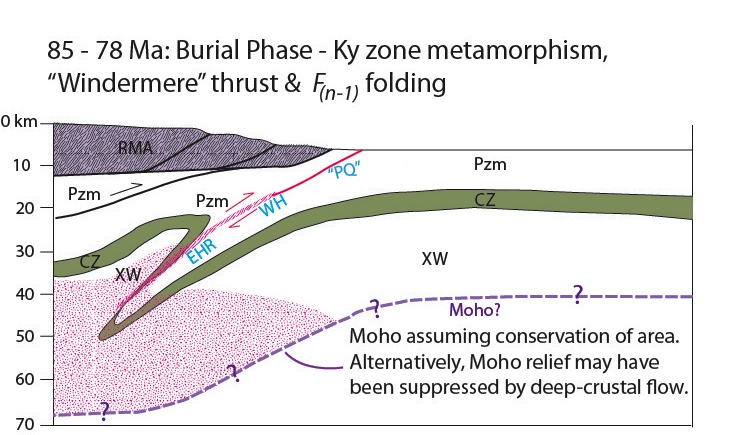 85 - 78 Ma: Burial Phase - Ky zone metamorphism,
“Windermere” thrust & F(n-1) folding
0 km
10
20
30
40
50
60
70
RMA
Pzm
Pzm
Pzm
"PQ"
WH
EHR
CZ
CZ
XW
XW
?
?
?
?
Moho?
Moho assuming conservation of area.
Alternatively, Moho relief may have
been suppressed by deep-crustal flow.